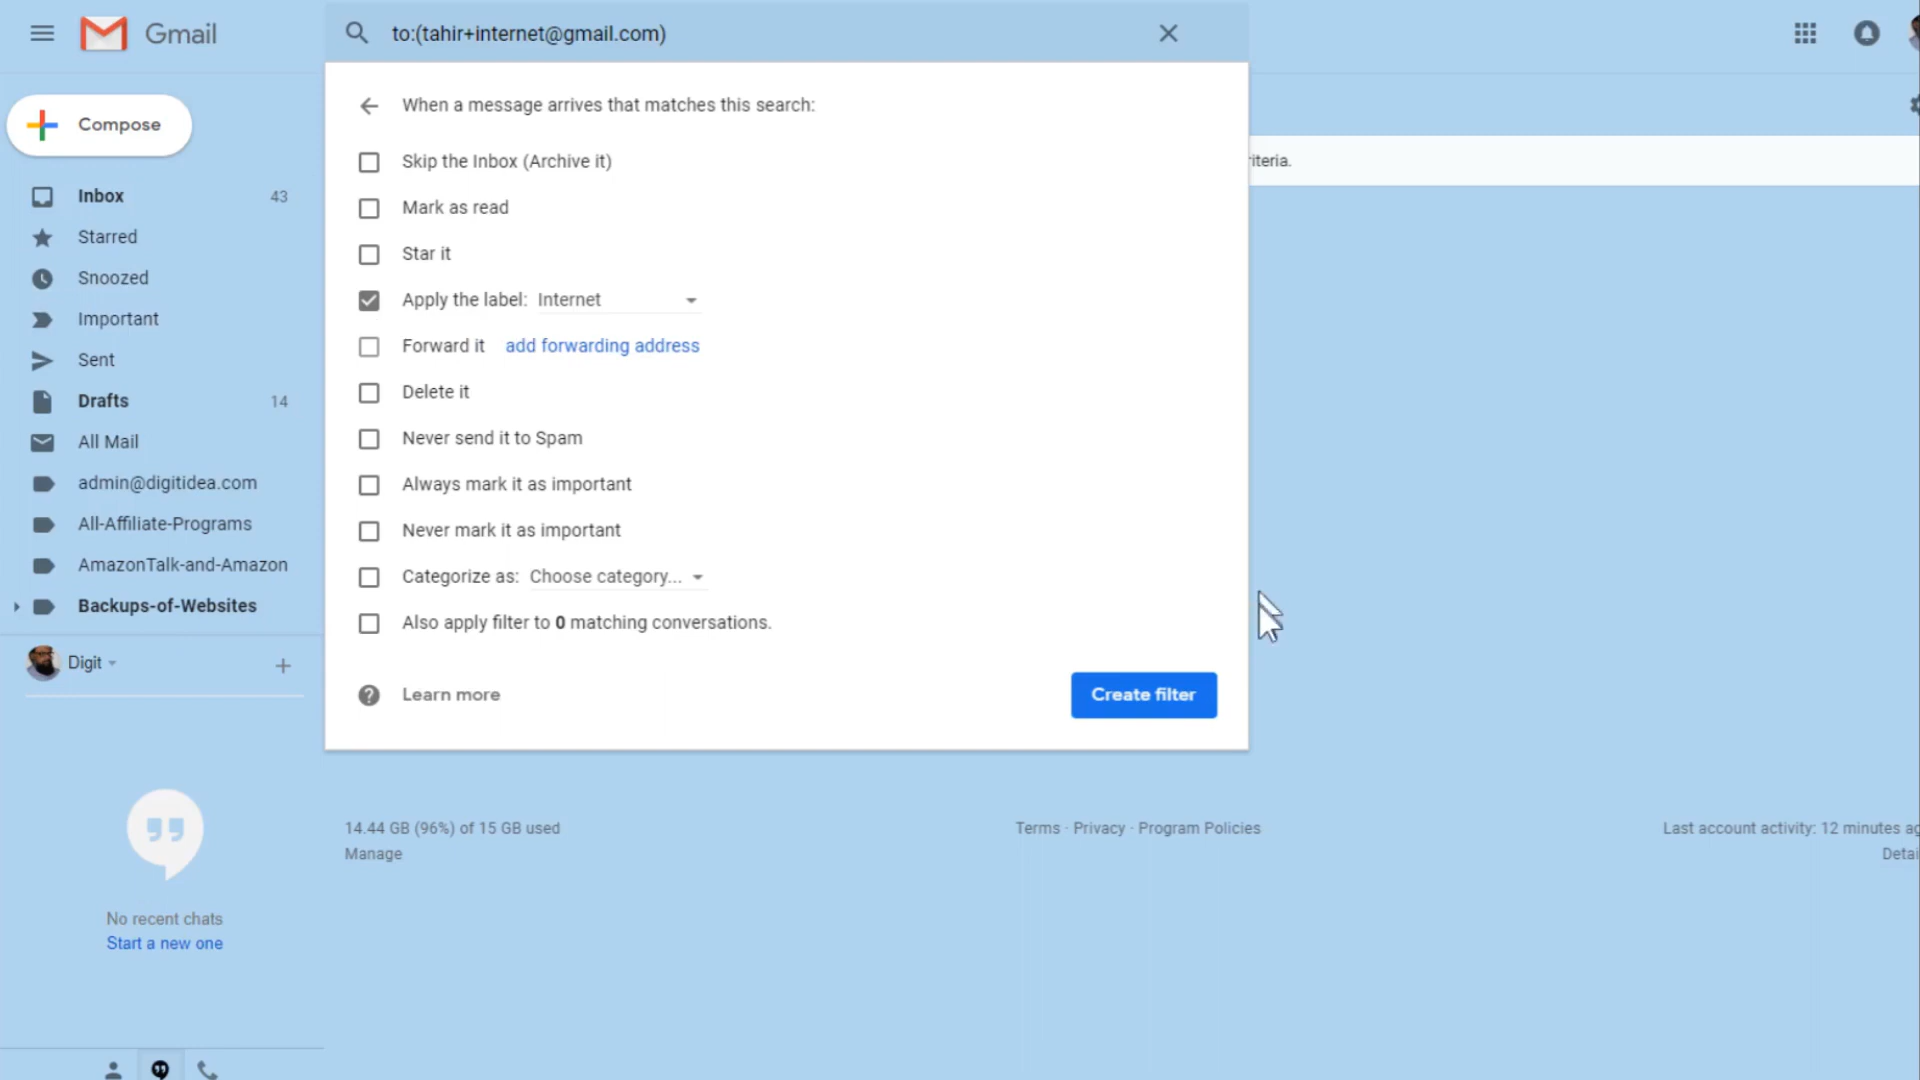 Gmail
to:(tahir+internet@gmail.com)
Compose
When a message arrives that matches this search:
Skip the Inbox (Archive it)
riteria.
Inbox 43
Mark as read
Starred
Star it
Snoozed
Apply the label: Internet
Important
Forward it add forwarding address
Sent
Delete it
Drafts 14
Never send it to Spam
All Mail
Always mark it as important
admin@digitidea.com
Never mark it as important
All-Affiliate-Programs
Categorize as: Choose category...
AmazonTalk-and-Amazon
Also apply filter to 0 matching conversations.
Backups-of-Websites
Digit
Learn more
Create filter
14.44 GB (96%) of 15 GB used
Manage
Terms · Privacy · Program Policies
Last account activity: 12 minutes ag
Detai
No recent chats
Start a new one